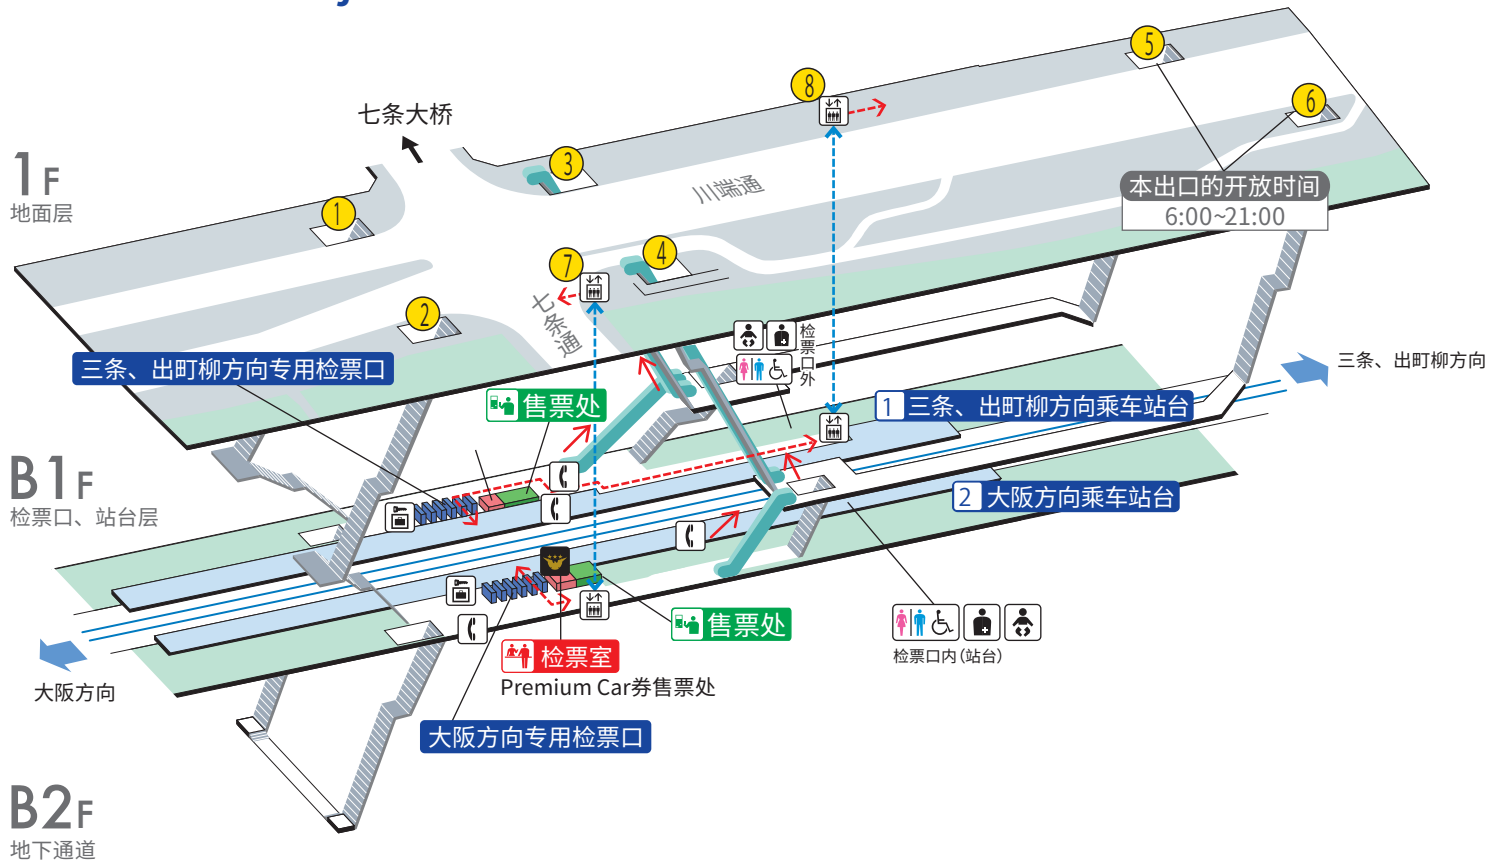 七条大桥
1F
地面层
1
2
3
4
5
6
7
8
川端通
七条通
本出口的开放时间
6:00~21:00
三条、出町柳方向专用检票口
售票处
检票口外
1 三条、出町柳方向乘车站台
三条、出町柳方向
B1F
检票口、站台层
2 大阪方向乘车站台
售票处
检票室
Premium Car券售票处
检票口内(站台)
大阪方向
大阪方向专用检票口
B2F
地下通道